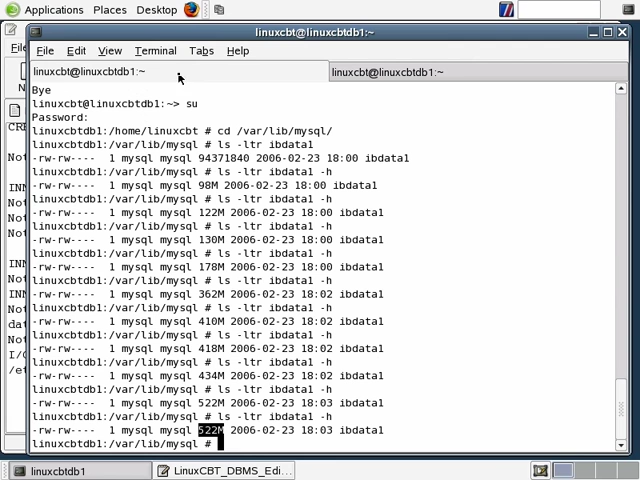 Applications Places Desktop
linuxcbt@linuxcbtdb1:~
File Edit View Terminal Tabs Help
linuxcbt@linuxcbtdb1:~ linuxcbt@linuxcbtdb1:~
Bye
linuxcbt@linuxcbtdb1:~> su
Password:
linuxcbtdb1:/home/linuxcbt # cd /var/lib/mysql/
linuxcbtdb1:/var/lib/mysql # ls -ltr ibdata1
-rw-rw---- 1 mysql mysql 94371840 2006-02-23 18:00 ibdata1
linuxcbtdb1:/var/lib/mysql # ls -ltr ibdata1 -h
-rw-rw---- 1 mysql mysql 98M 2006-02-23 18:00 ibdata1
linuxcbtdb1:/var/lib/mysql # ls -ltr ibdata1 -h
-rw-rw---- 1 mysql mysql 122M 2006-02-23 18:00 ibdata1
linuxcbtdb1:/var/lib/mysql # ls -ltr ibdata1 -h
-rw-rw---- 1 mysql mysql 130M 2006-02-23 18:00 ibdata1
linuxcbtdb1:/var/lib/mysql # ls -ltr ibdata1 -h
-rw-rw---- 1 mysql mysql 178M 2006-02-23 18:00 ibdata1
linuxcbtdb1:/var/lib/mysql # ls -ltr ibdata1 -h
-rw-rw---- 1 mysql mysql 362M 2006-02-23 18:02 ibdata1
linuxcbtdb1:/var/lib/mysql # ls -ltr ibdata1 -h
-rw-rw---- 1 mysql mysql 410M 2006-02-23 18:02 ibdata1
linuxcbtdb1:/var/lib/mysql # ls -ltr ibdata1 -h
-rw-rw---- 1 mysql mysql 418M 2006-02-23 18:02 ibdata1
linuxcbtdb1:/var/lib/mysql # ls -ltr ibdata1 -h
-rw-rw---- 1 mysql mysql 434M 2006-02-23 18:02 ibdata1
linuxcbtdb1:/var/lib/mysql # ls -ltr ibdata1 -h
-rw-rw---- 1 mysql mysql 522M 2006-02-23 18:03 ibdata1
linuxcbtdb1:/var/lib/mysql # ls -ltr ibdata1 -h
-rw-rw---- 1 mysql mysql 522M 2006-02-23 18:03 ibdata1
linuxcbtdb1:/var/lib/mysql #
linuxcbtdb1 LinuxCBT_DBMS_Edi...